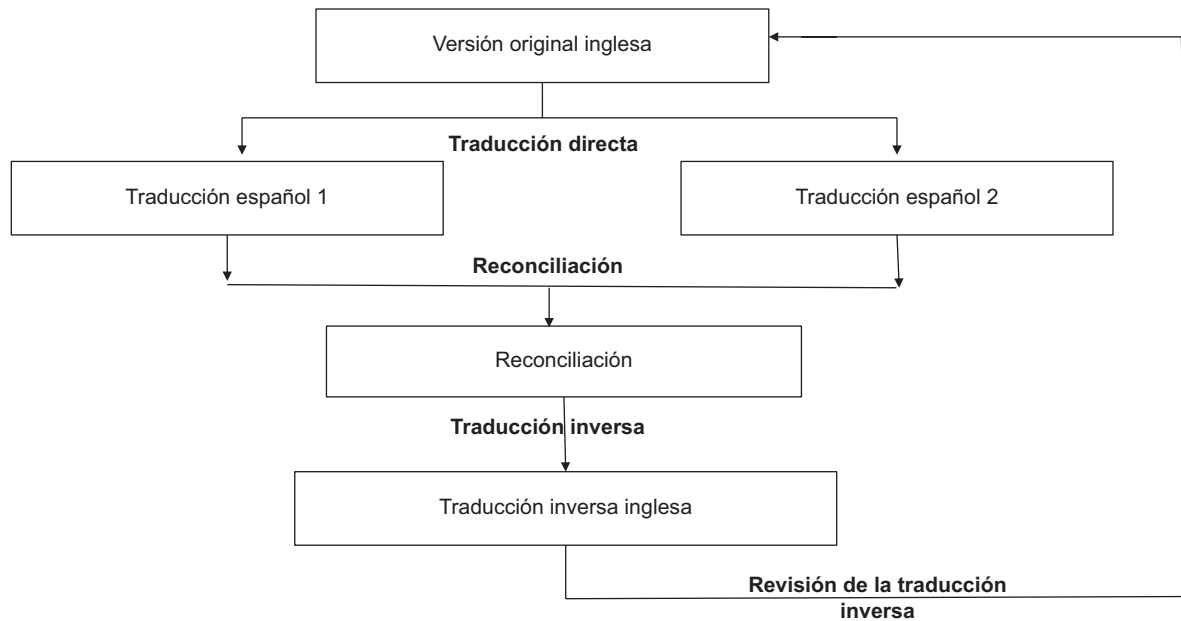 Versión original inglesa
Traducción directa
Traducción español 1
Traducción español 2
Reconciliación
Reconciliación
Traducción inversa
Traducción inversa inglesa
Revisión de la traducción
inversa